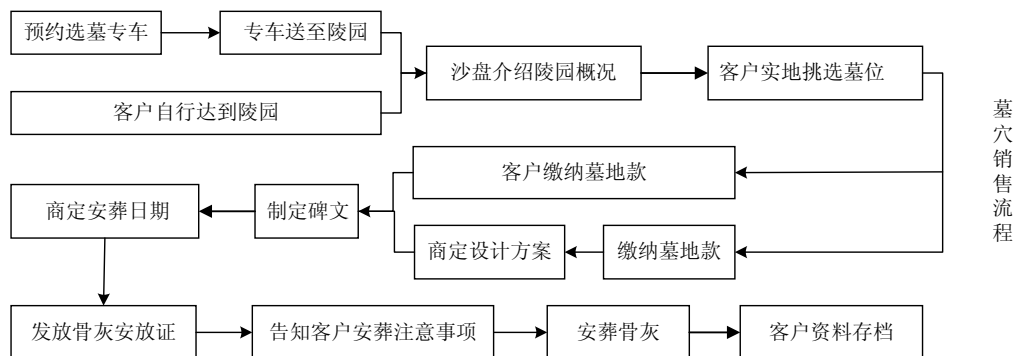 预约选墓专车
专车送至陵园
客户自行达到陵园
沙盘介绍陵园概况
客户实地挑选墓位
客户缴纳墓地款
缴纳墓地款
商定设计方案
制定碑文
商定安葬日期
发放骨灰安放证
告知客户安葬注意事项
安葬骨灰
客户资料存档
墓穴销售流程